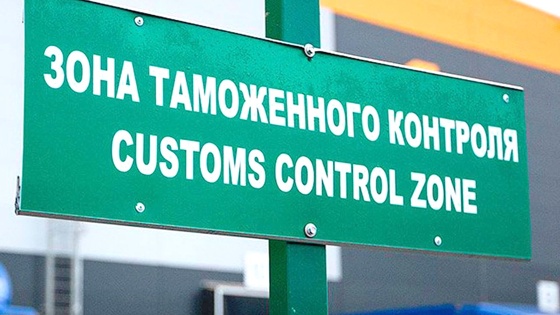 ЗОНА ТАМОЖЕННОГО КОНТРОЛЯ
CUSTOMS CONTROL ZONE